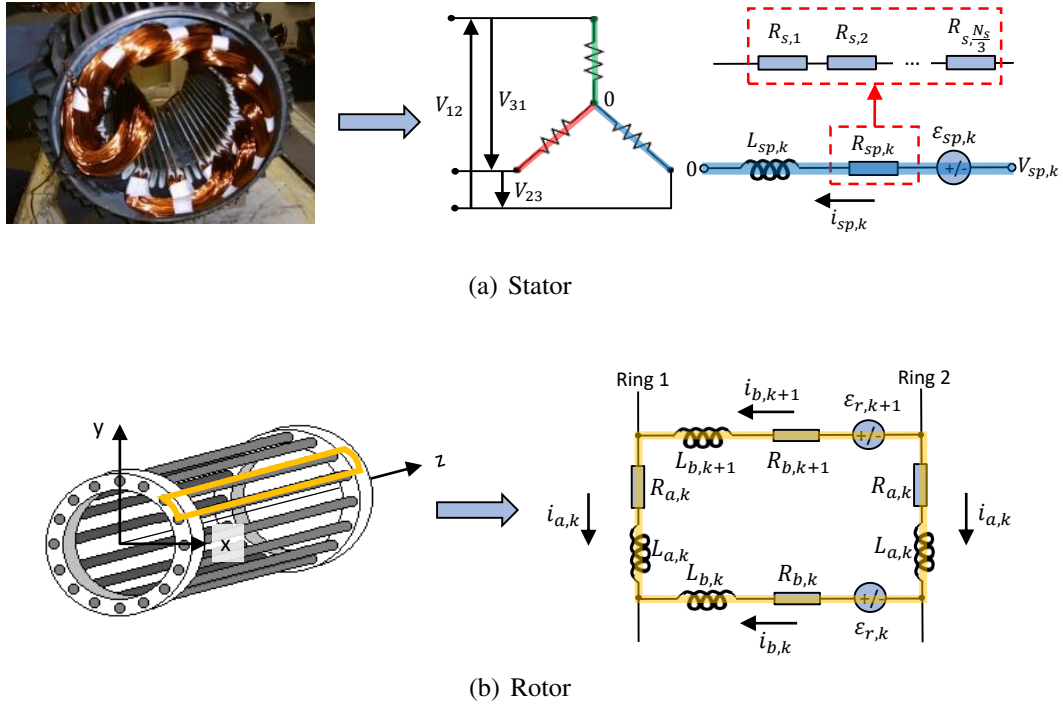 R_{s,1} R_{s,2} ... R_{s,\frac{N_s}{3}}
V_{12} V_{31} 0
V_{23}
L_{sp,k} R_{sp,k} ε_{sp,k}
0 +/- V_{sp,k}
i_{sp,k}
(a) Stator
y
z
x
Ring 1 Ring 2
i_{b,k+1} ε_{r,k+1}
+/-
L_{b,k+1} R_{b,k+1}
R_{a,k} R_{a,k}
i_{a,k} i_{a,k}
L_{a,k} L_{a,k}
L_{b,k} R_{b,k}
+/-
i_{b,k} ε_{r,k}
(b) Rotor